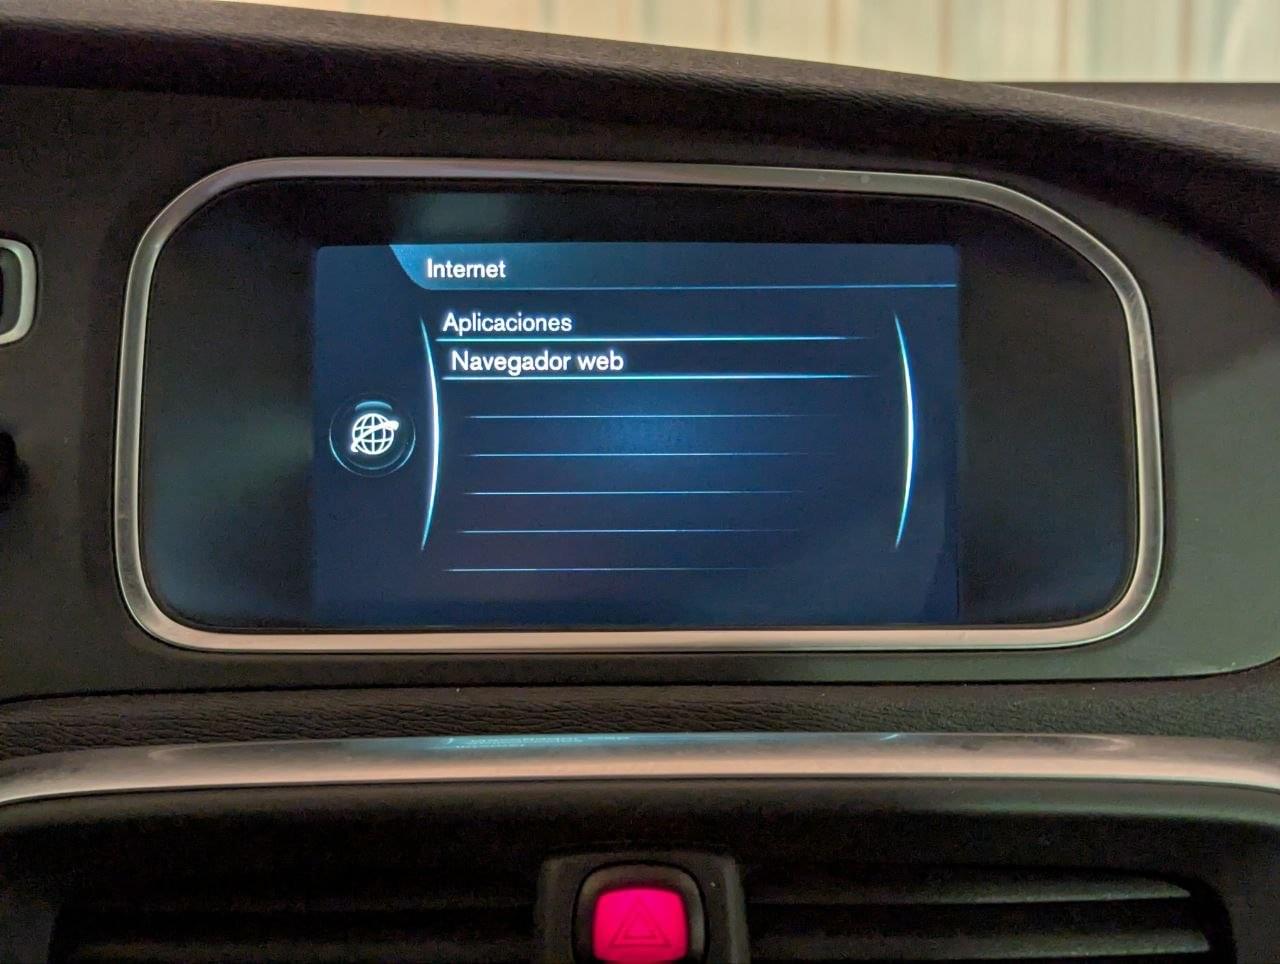 Internet
Aplicaciones
Navegador web